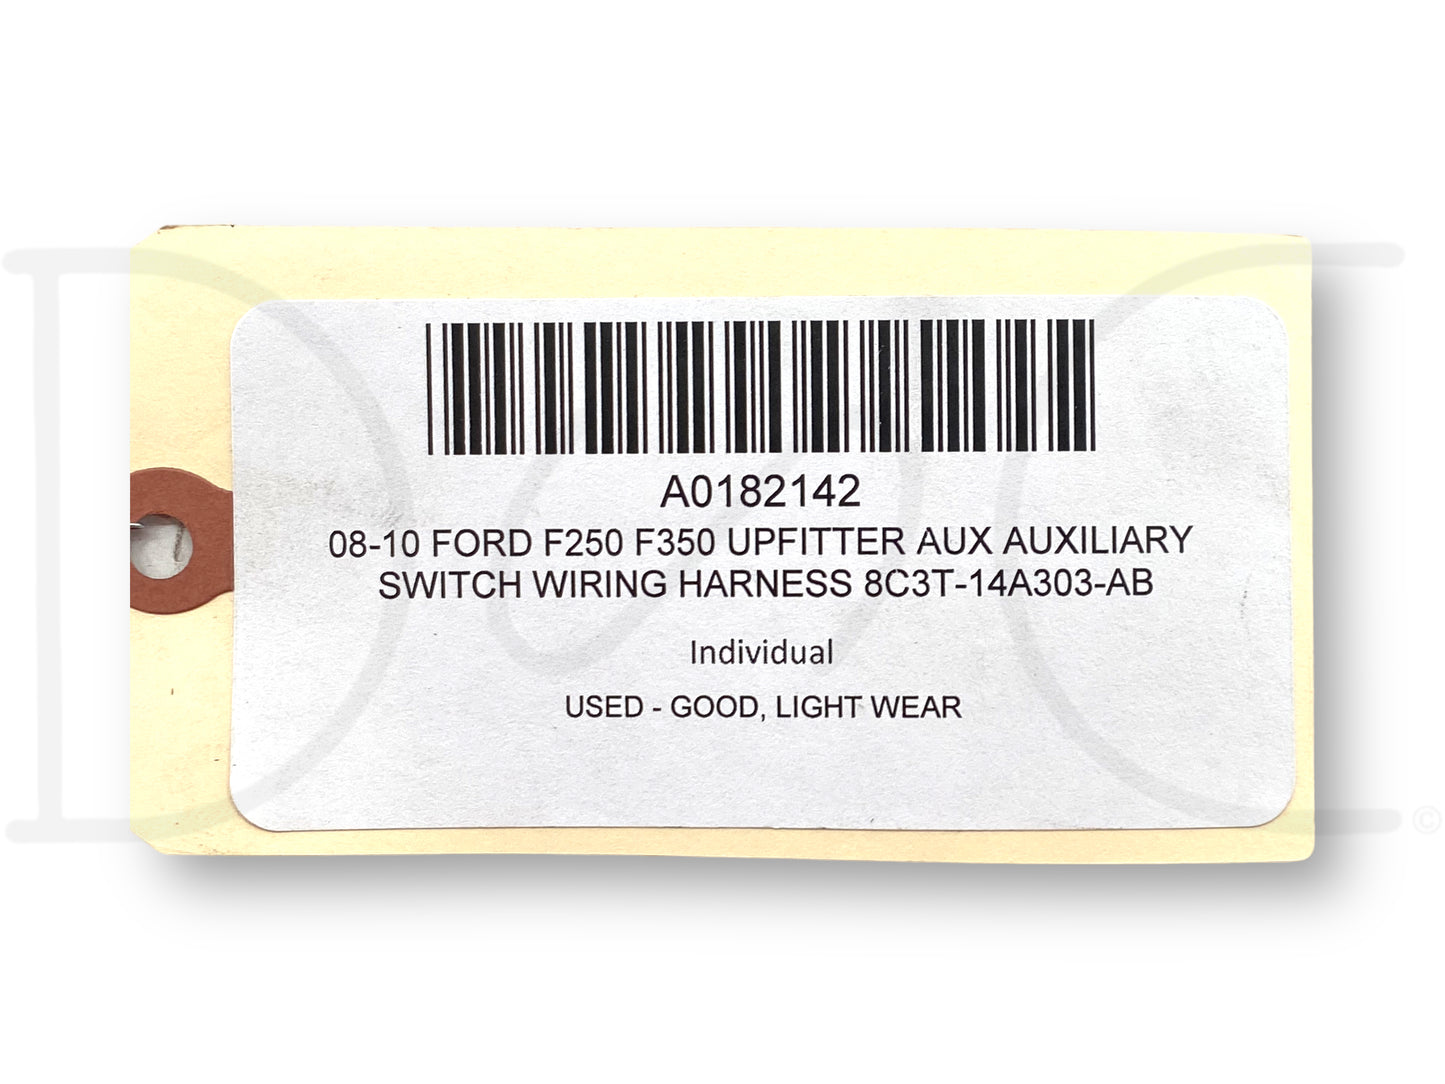 A0182142
08-10 FORD F250 F350 UPFITTER AUX AUXILIARY
SWITCH WIRING HARNESS 8C3T-14A303-AB
Individual
USED - GOOD, LIGHT WEAR
©